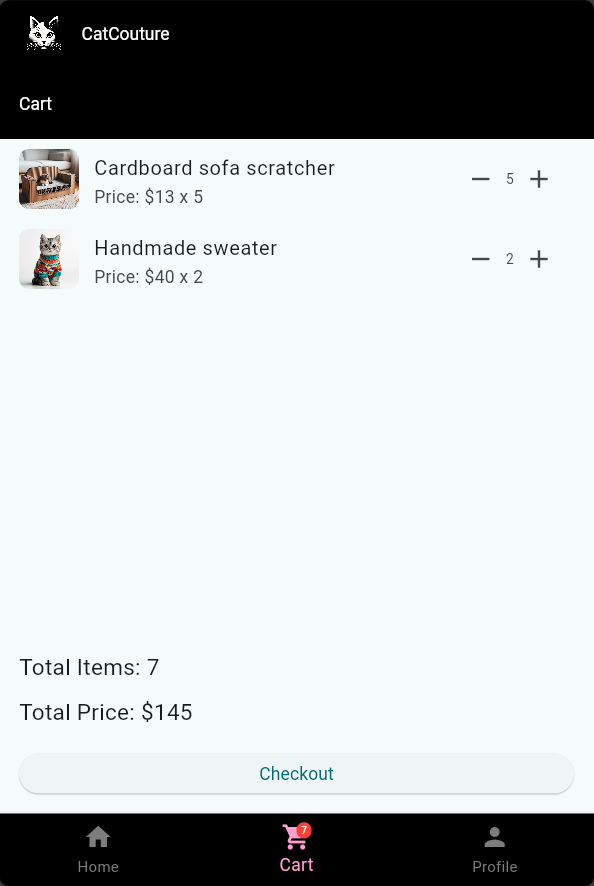 CatCouture
Cart
Cardboard sofa scratcher
Price: $13 x 5
5
Handmade sweater
Price: $40 x 2
2
Total Items: 7
Total Price: $145
Checkout
7
Home
Cart
Profile